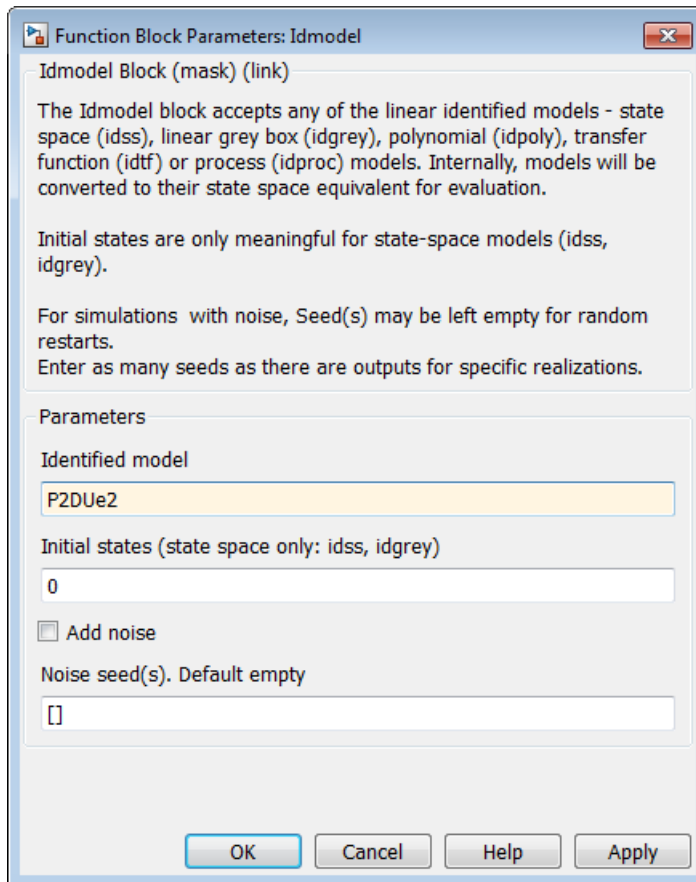 Function Block Parameters: Idmodel
Idmodel Block (mask) (link)
The Idmodel block accepts any of the linear identified models - state
space (idss), linear grey box (idgrey), polynomial (idpoly), transfer
function (idtf) or process (idproc) models. Internally, models will be
converted to their state space equivalent for evaluation.
Initial states are only meaningful for state-space models (idss,
idgrey).
For simulations  with noise, Seed(s) may be left empty for random
restarts.
Enter as many seeds as there are outputs for specific realizations.
Parameters
Identified model
P2DUe2
Initial states (state space only: idss, idgrey)
0
Add noise
Noise seed(s). Default empty
[]
OK Cancel Help Apply